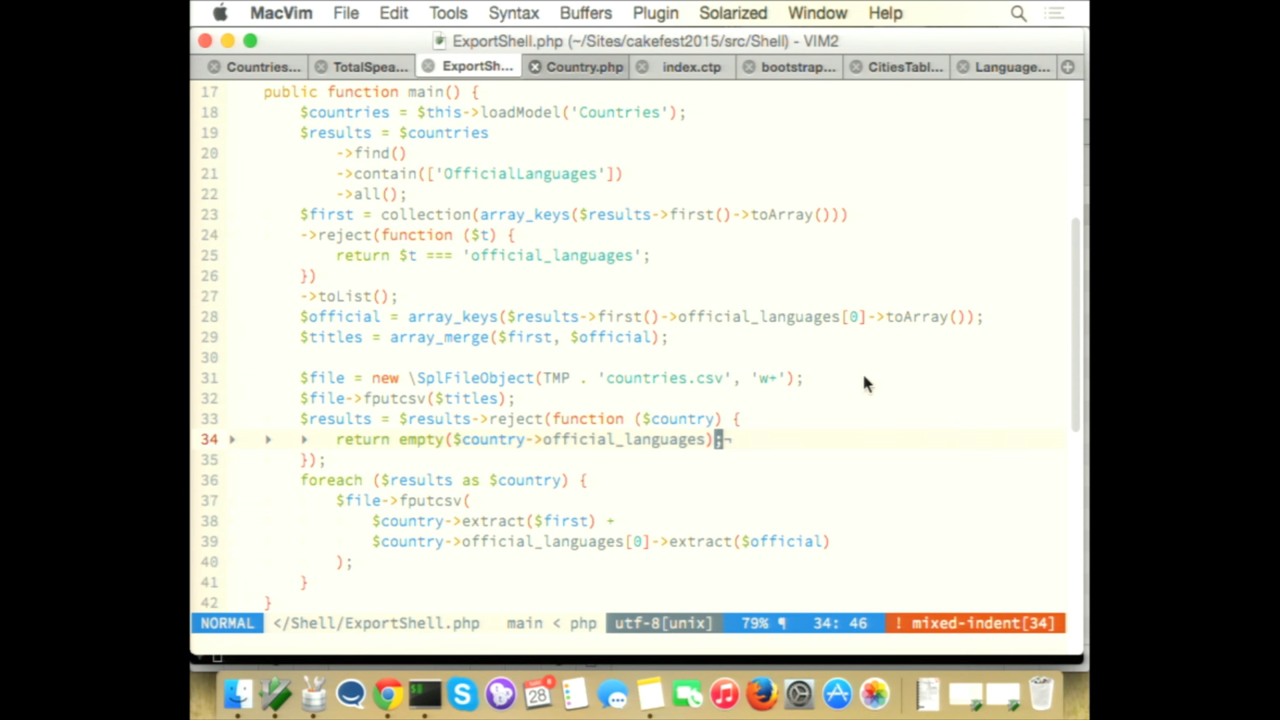 MacVim File Edit Tools Syntax Buffers Plugin Solarized Window Help
ExportShell.php (~/Sites/cakefest2015/src/Shell) - VIM2
Countries... TotalSpea... ExportSh... Country.php index.ctp bootstrap... CitiesTabl... Language...
17 public function main() {
18 $countries = $this->loadModel('Countries');
19 $results = $countries
20 ->find()
21 ->contain(['OfficialLanguages'])
22 ->all();
23 $first = collection(array_keys($results->first()->toArray()))
24 ->reject(function ($t) {
25 return $t === 'official_languages';
26 })
27 ->toList();
28 $official = array_keys($results->first()->official_languages[0]->toArray());
29 $titles = array_merge($first, $official);
30
31 $file = new \SplFileObject(TMP . 'countries.csv', 'w+');
32 $file->fputcsv($titles);
33 $results = $results->reject(function ($country) {
34 return empty($country->official_languages);¬
35 });
36 foreach ($results as $country) {
37 $file->fputcsv(
38 $country->extract($first) +
39 $country->official_languages[0]->extract($official)
40 );
41 }
42 }
NORMAL </Shell/ExportShell.php main < php utf-8[unix] 79% ¶ 34: 46 ! mixed-indent[34]
28